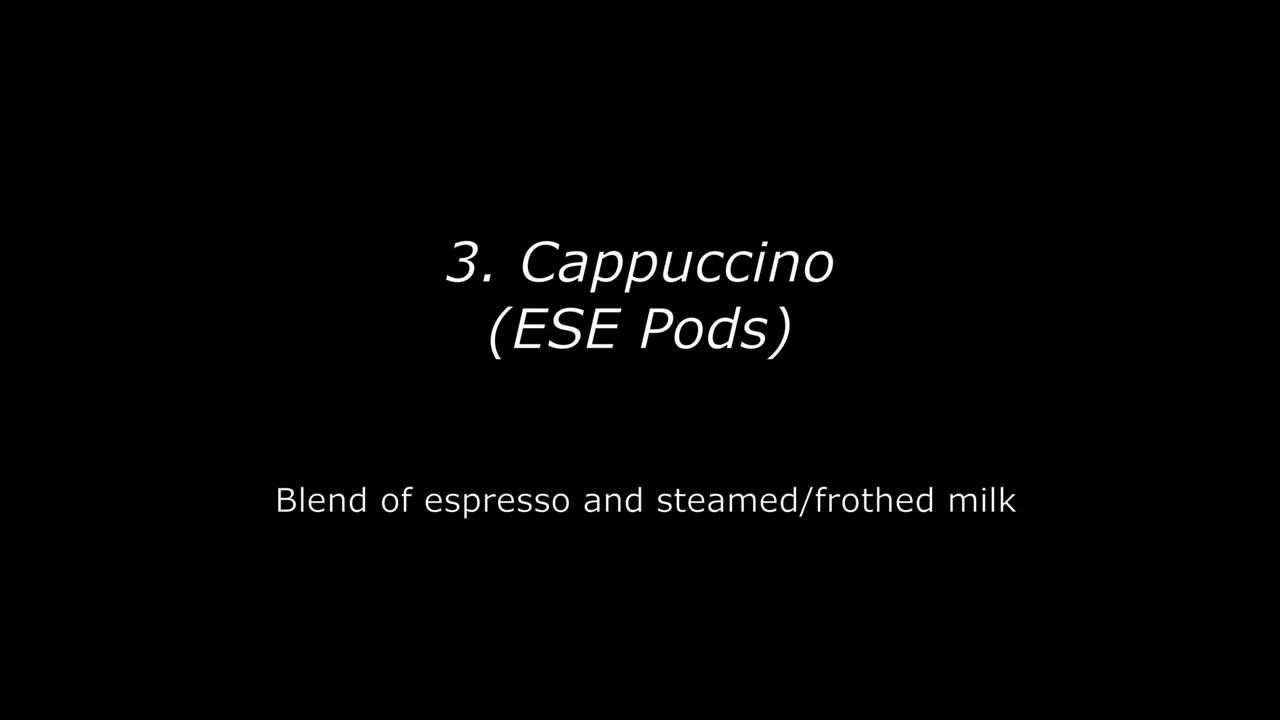 3. Cappuccino
(ESE Pods)
Blend of espresso and steamed/frothed milk